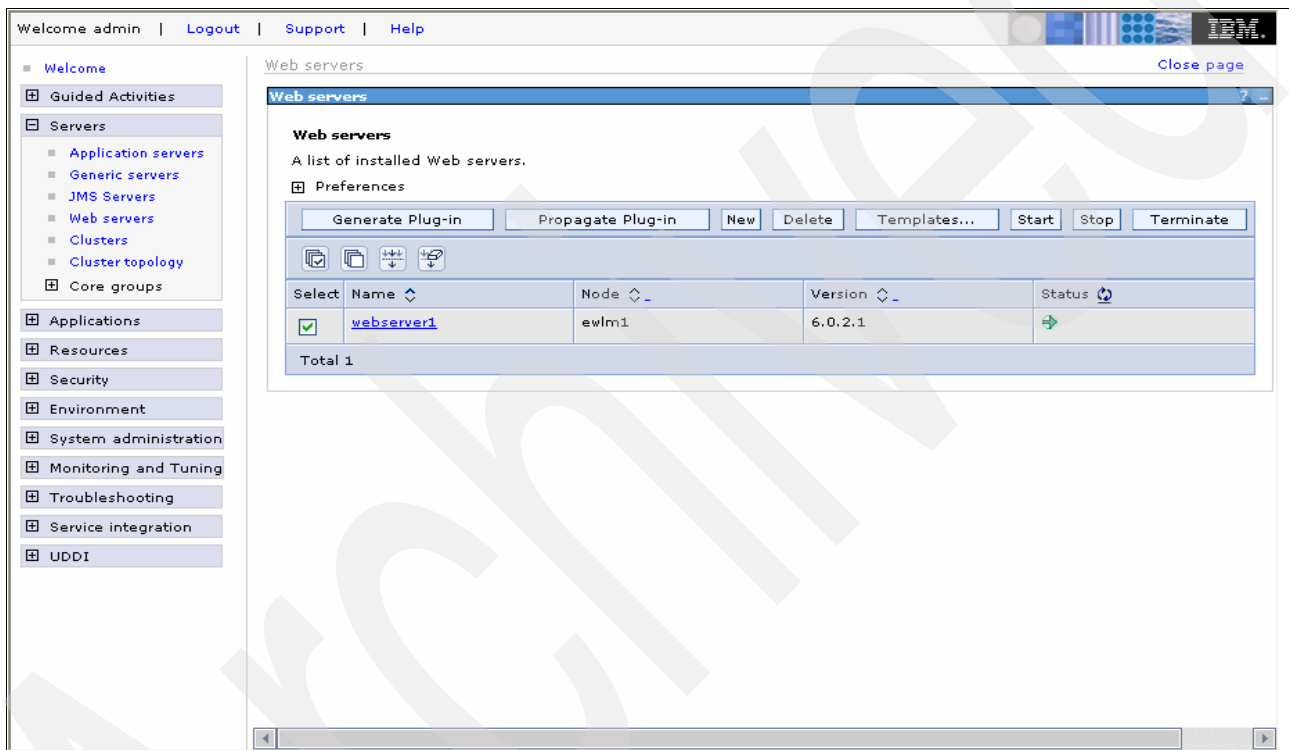 Welcome admin | Logout | Support | Help
IBM.
Welcome
Guided Activities
Servers
Application servers
Generic servers
JMS Servers
Web servers
Clusters
Cluster topology
Core groups
Applications
Resources
Security
Environment
System administration
Monitoring and Tuning
Troubleshooting
Service integration
UDDI
Web servers Close page
Web servers ? _
Web servers
A list of installed Web servers.
Preferences
Generate Plug-in Propagate Plug-in New Delete Templates... Start Stop Terminate
Select Name Node Version Status
webserver1 ewlm1 6.0.2.1
Total 1
Archived